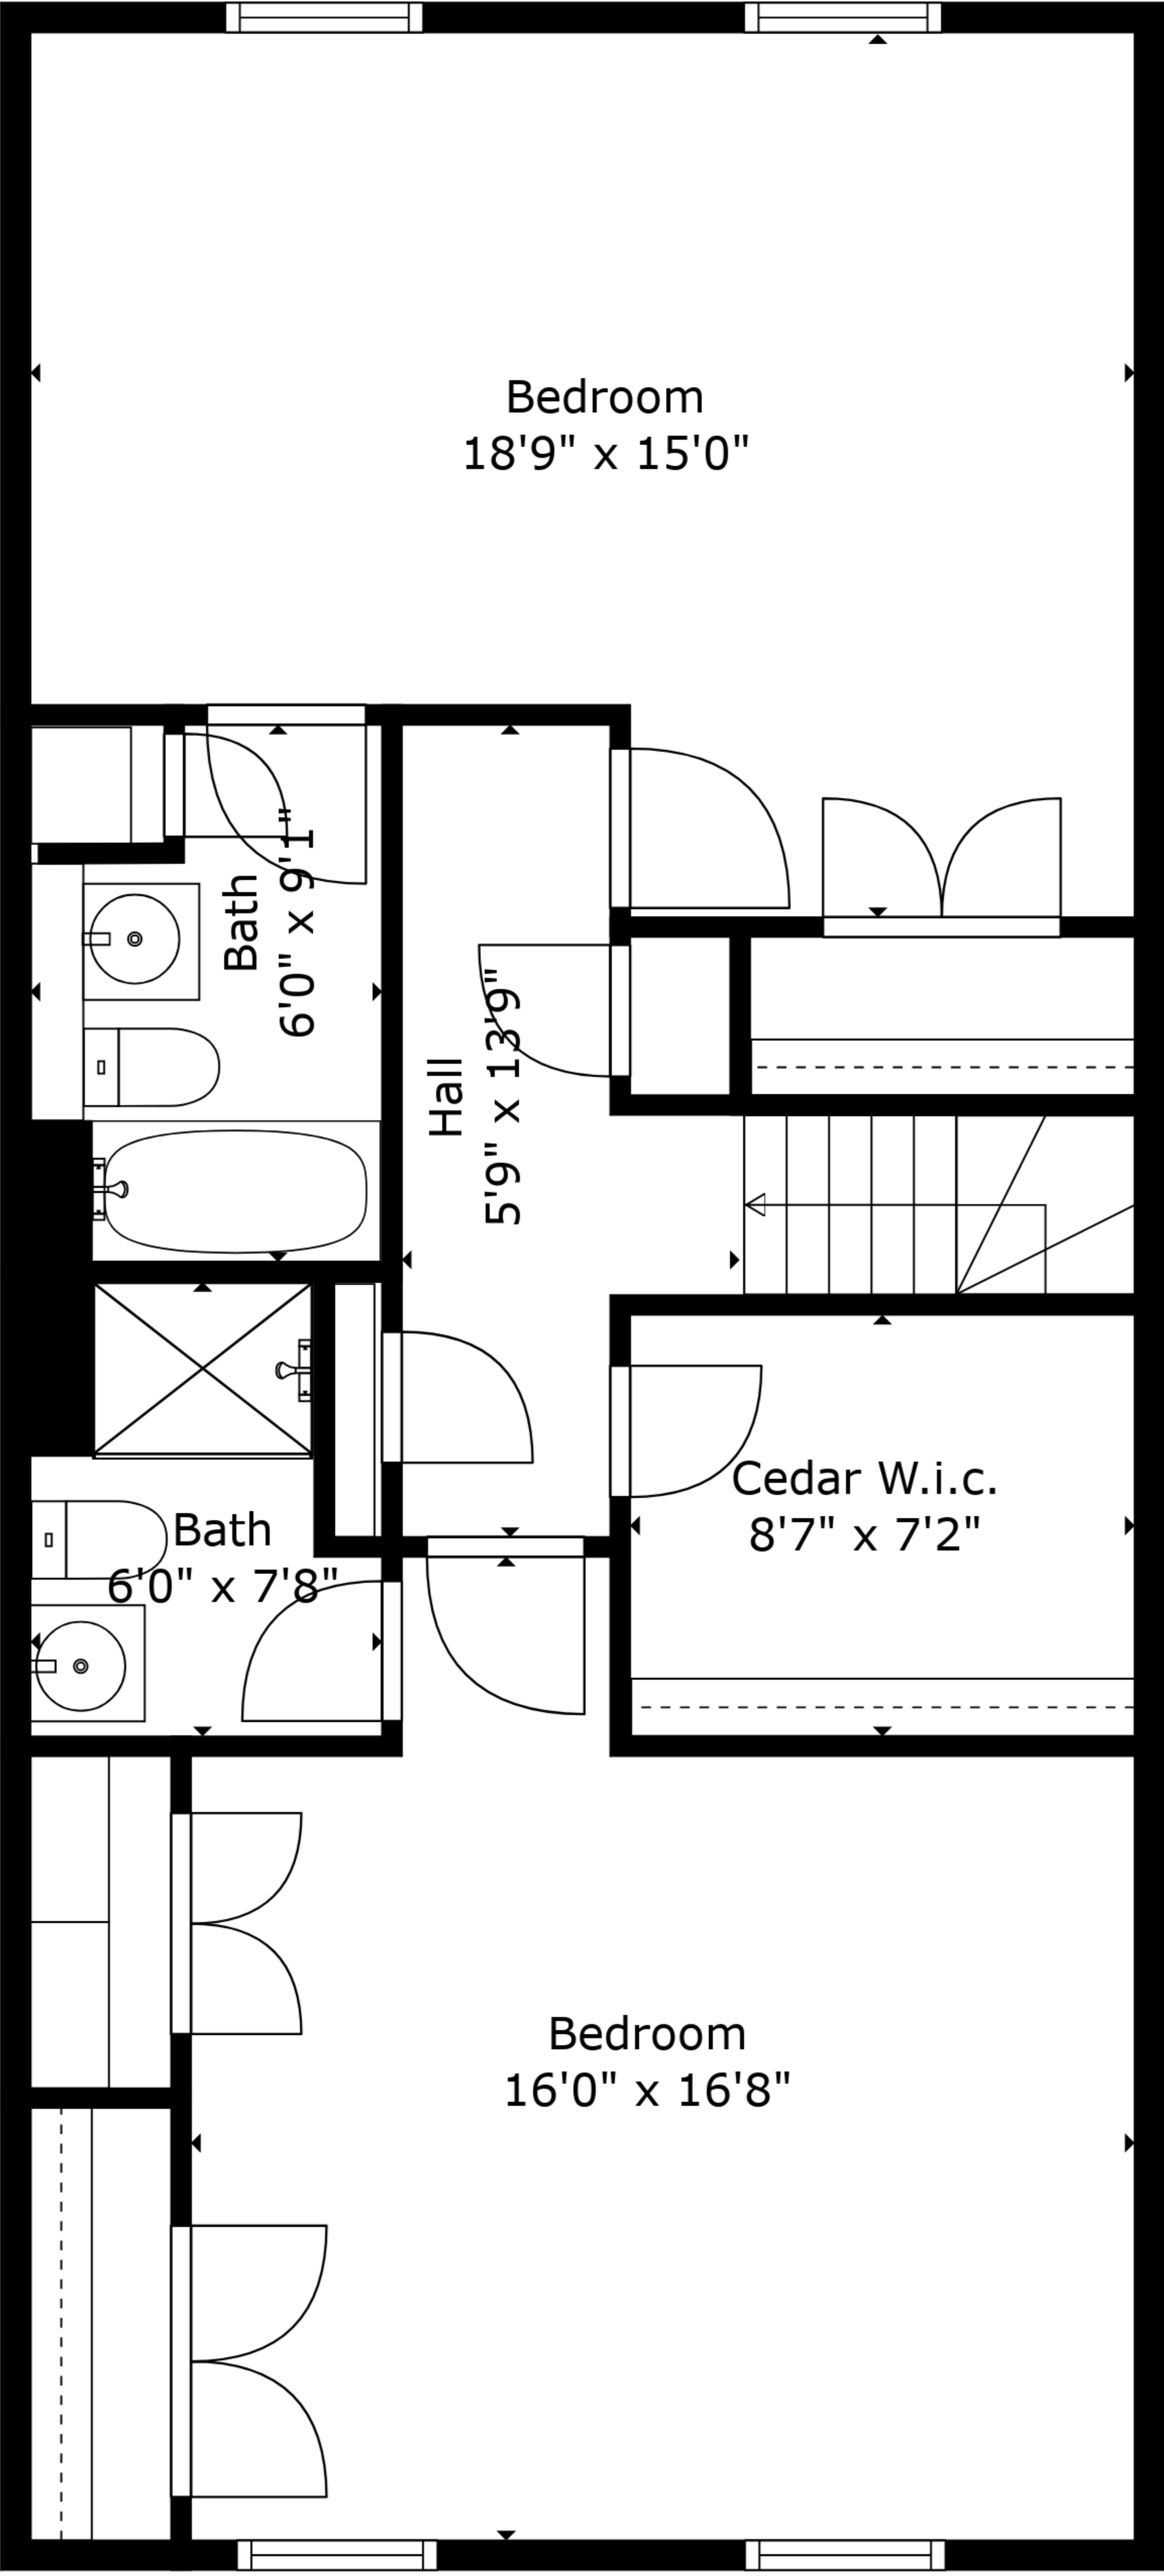 Bedroom
18'9" x 15'0"
Bath
6'0" x 9'1"
Hall
5'9" x 13'9"
Cedar W.i.c.
8'7" x 7'2"
Bath
6'0" x 7'8"
Bedroom
16'0" x 16'8"